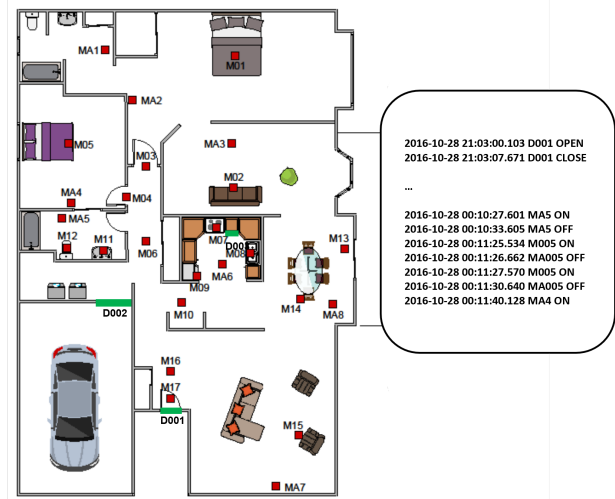 MA1
M01
MA2
M05
MA3
M03
M02
MA4
M04
MA5
M12
M11
M06
M07
M08
M13
MA6
M09
M10
M14
MA8
D002
M16
M17
D001
M15
MA7
2016-10-28 21:03:00.103 D001 OPEN
2016-10-28 21:03:07.671 D001 CLOSE
...
2016-10-28 00:10:27.601 MA5 ON
2016-10-28 00:10:33.605 MA5 OFF
2016-10-28 00:11:25.534 M005 ON
2016-10-28 00:11:26.662 MA005 OFF
2016-10-28 00:11:27.570 M005 ON
2016-10-28 00:11:30.640 MA005 OFF
2016-10-28 00:11:40.128 MA4 ON